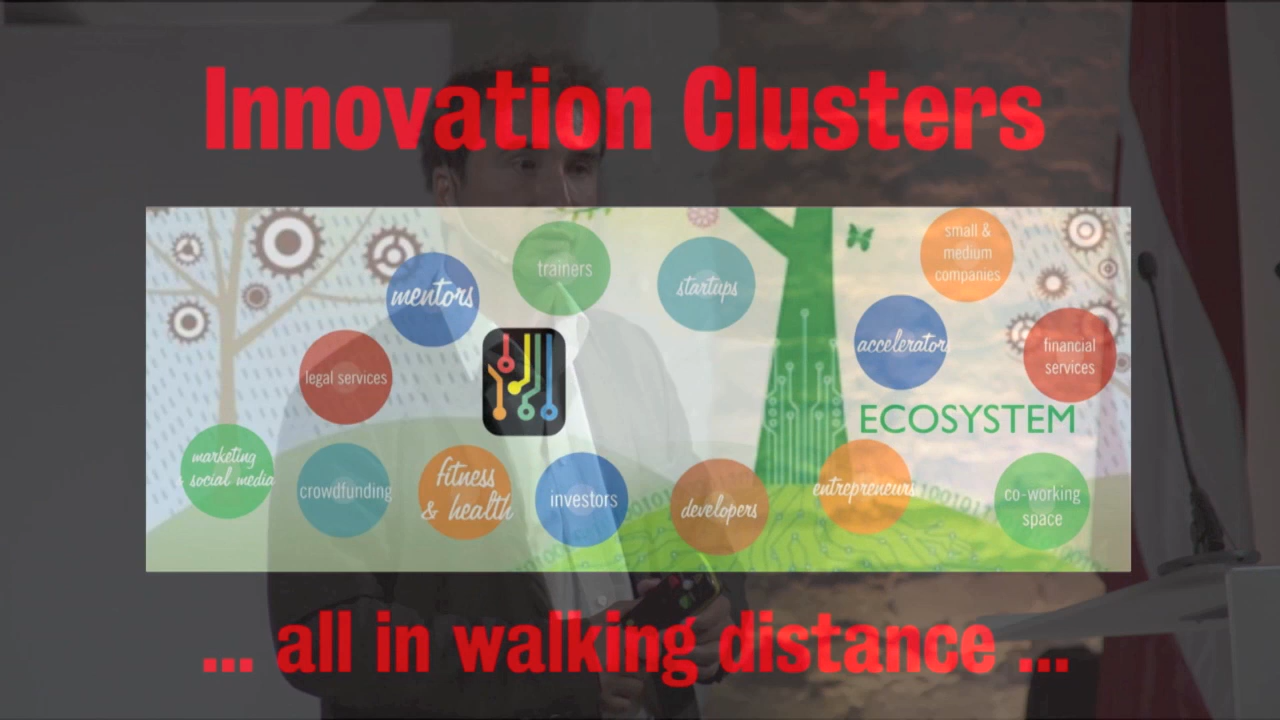 Innovation Clusters
small &
medium
companies
trainers
startups
mentors
accelerators
financial
services
legal services
ECOSYSTEM
marketing
& social media
crowdfunding
fitness
& health
investors
developers
entrepreneurs
co-working
space
... all in walking distance ...